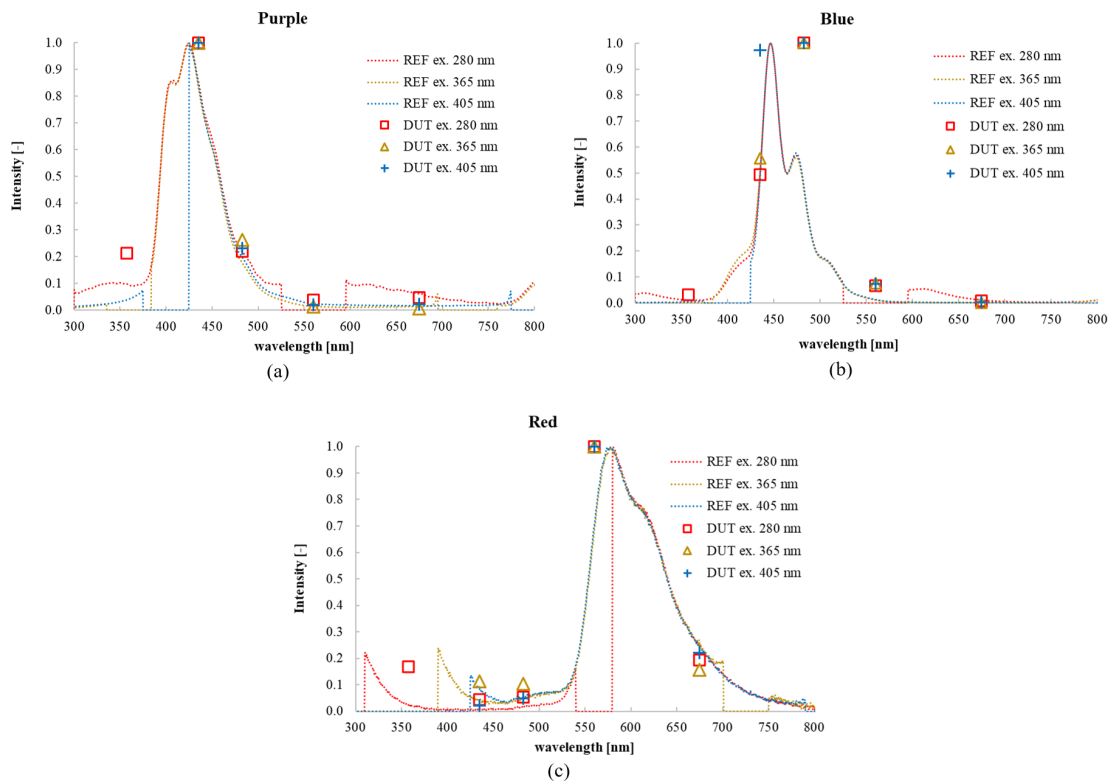 Purple
1.0
0.9
0.8
0.7
0.6
0.5
0.4
0.3
0.2
0.1
0.0
Intensity [-]
300 350 400 450 500 550 600 650 700 750 800
wavelength [nm]
REF ex. 280 nm
REF ex. 365 nm
REF ex. 405 nm
DUT ex. 280 nm
DUT ex. 365 nm
DUT ex. 405 nm
(a)
Blue
1.0
0.9
0.8
0.7
0.6
0.5
0.4
0.3
0.2
0.1
0.0
Intensity [-]
300 350 400 450 500 550 600 650 700 750 800
wavelength [nm]
REF ex. 280 nm
REF ex. 365 nm
REF ex. 405 nm
DUT ex. 280 nm
DUT ex. 365 nm
DUT ex. 405 nm
(b)
Red
1.0
0.9
0.8
0.7
0.6
0.5
0.4
0.3
0.2
0.1
0.0
Intensity [-]
300 350 400 450 500 550 600 650 700 750 800
wavelength [nm]
REF ex. 280 nm
REF ex. 365 nm
REF ex. 405 nm
DUT ex. 280 nm
DUT ex. 365 nm
DUT ex. 405 nm
(c)